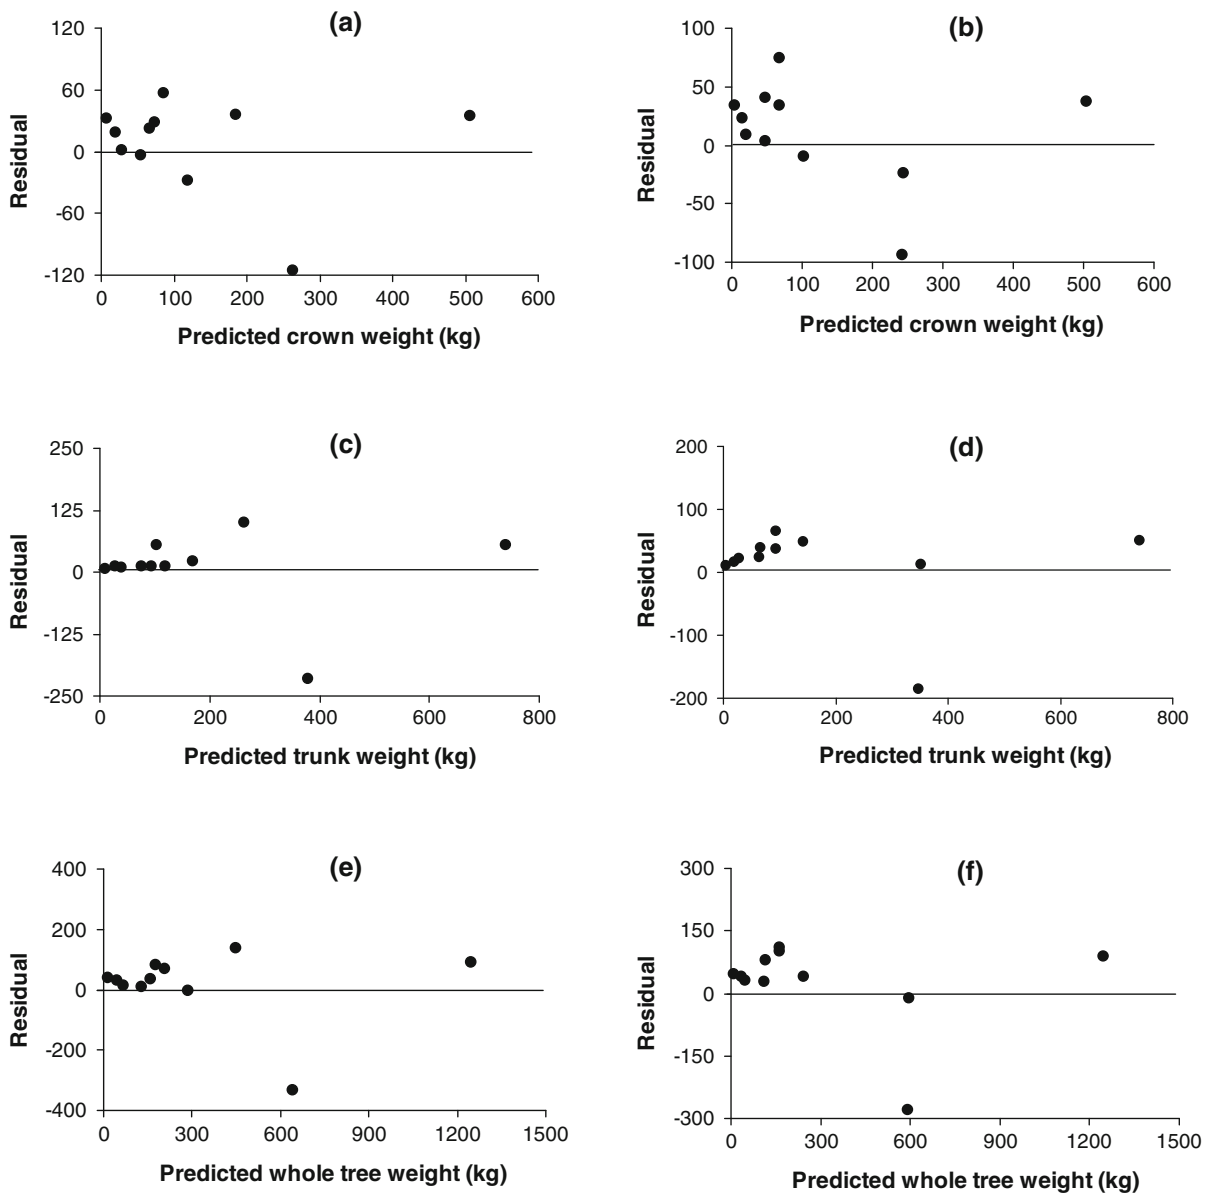 (a)
120
60
0
-60
-120
Residual
0 100 200 300 400 500 600
Predicted crown weight (kg)
(b)
100
50
0
-50
-100
Residual
0 100 200 300 400 500 600
Predicted crown weight (kg)
(c)
250
125
0
-125
-250
Residual
0 200 400 600 800
Predicted trunk weight (kg)
(d)
200
100
0
-100
-200
Residual
0 200 400 600 800
Predicted trunk weight (kg)
(e)
400
200
0
-200
-400
Residual
0 300 600 900 1200 1500
Predicted whole tree weight (kg)
(f)
300
150
0
-150
-300
Residual
0 300 600 900 1200 1500
Predicted whole tree weight (kg)